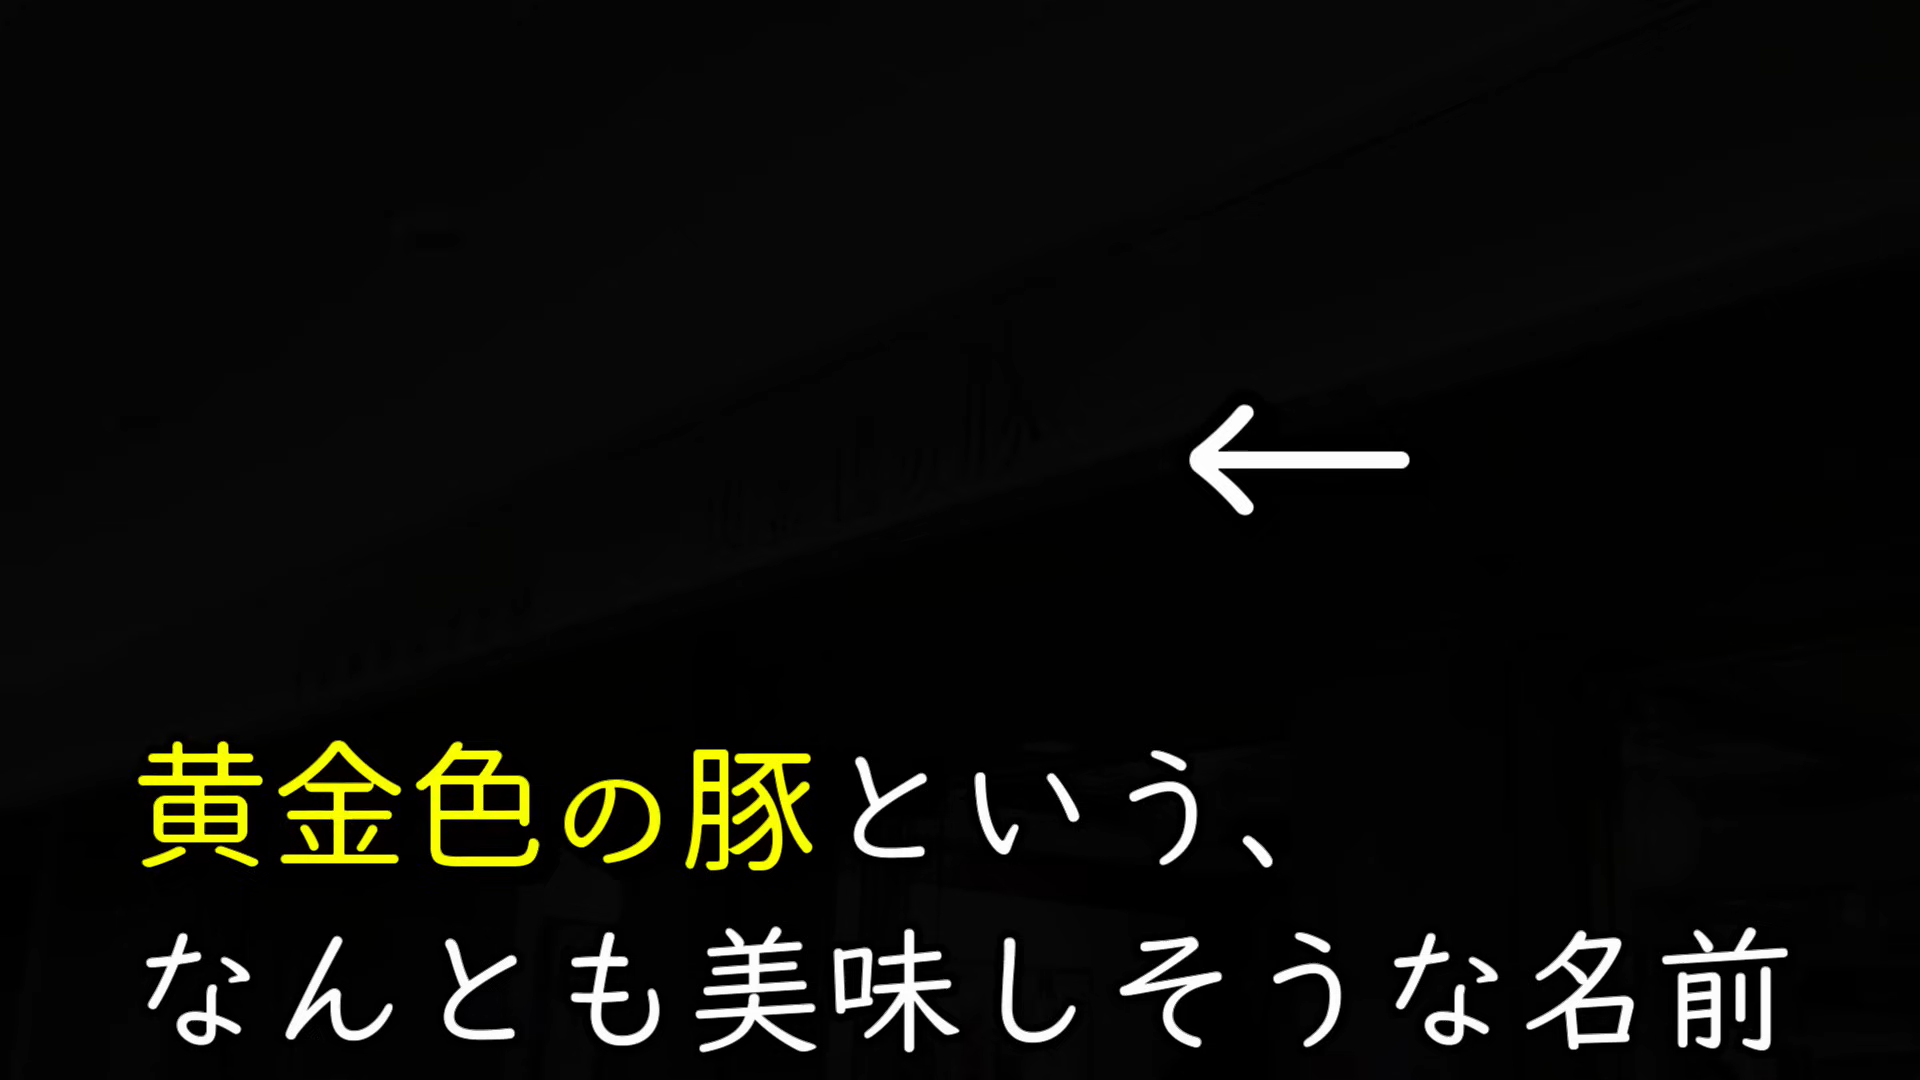 ←
黄金色の豚という、
なんとも美味しそうな名前